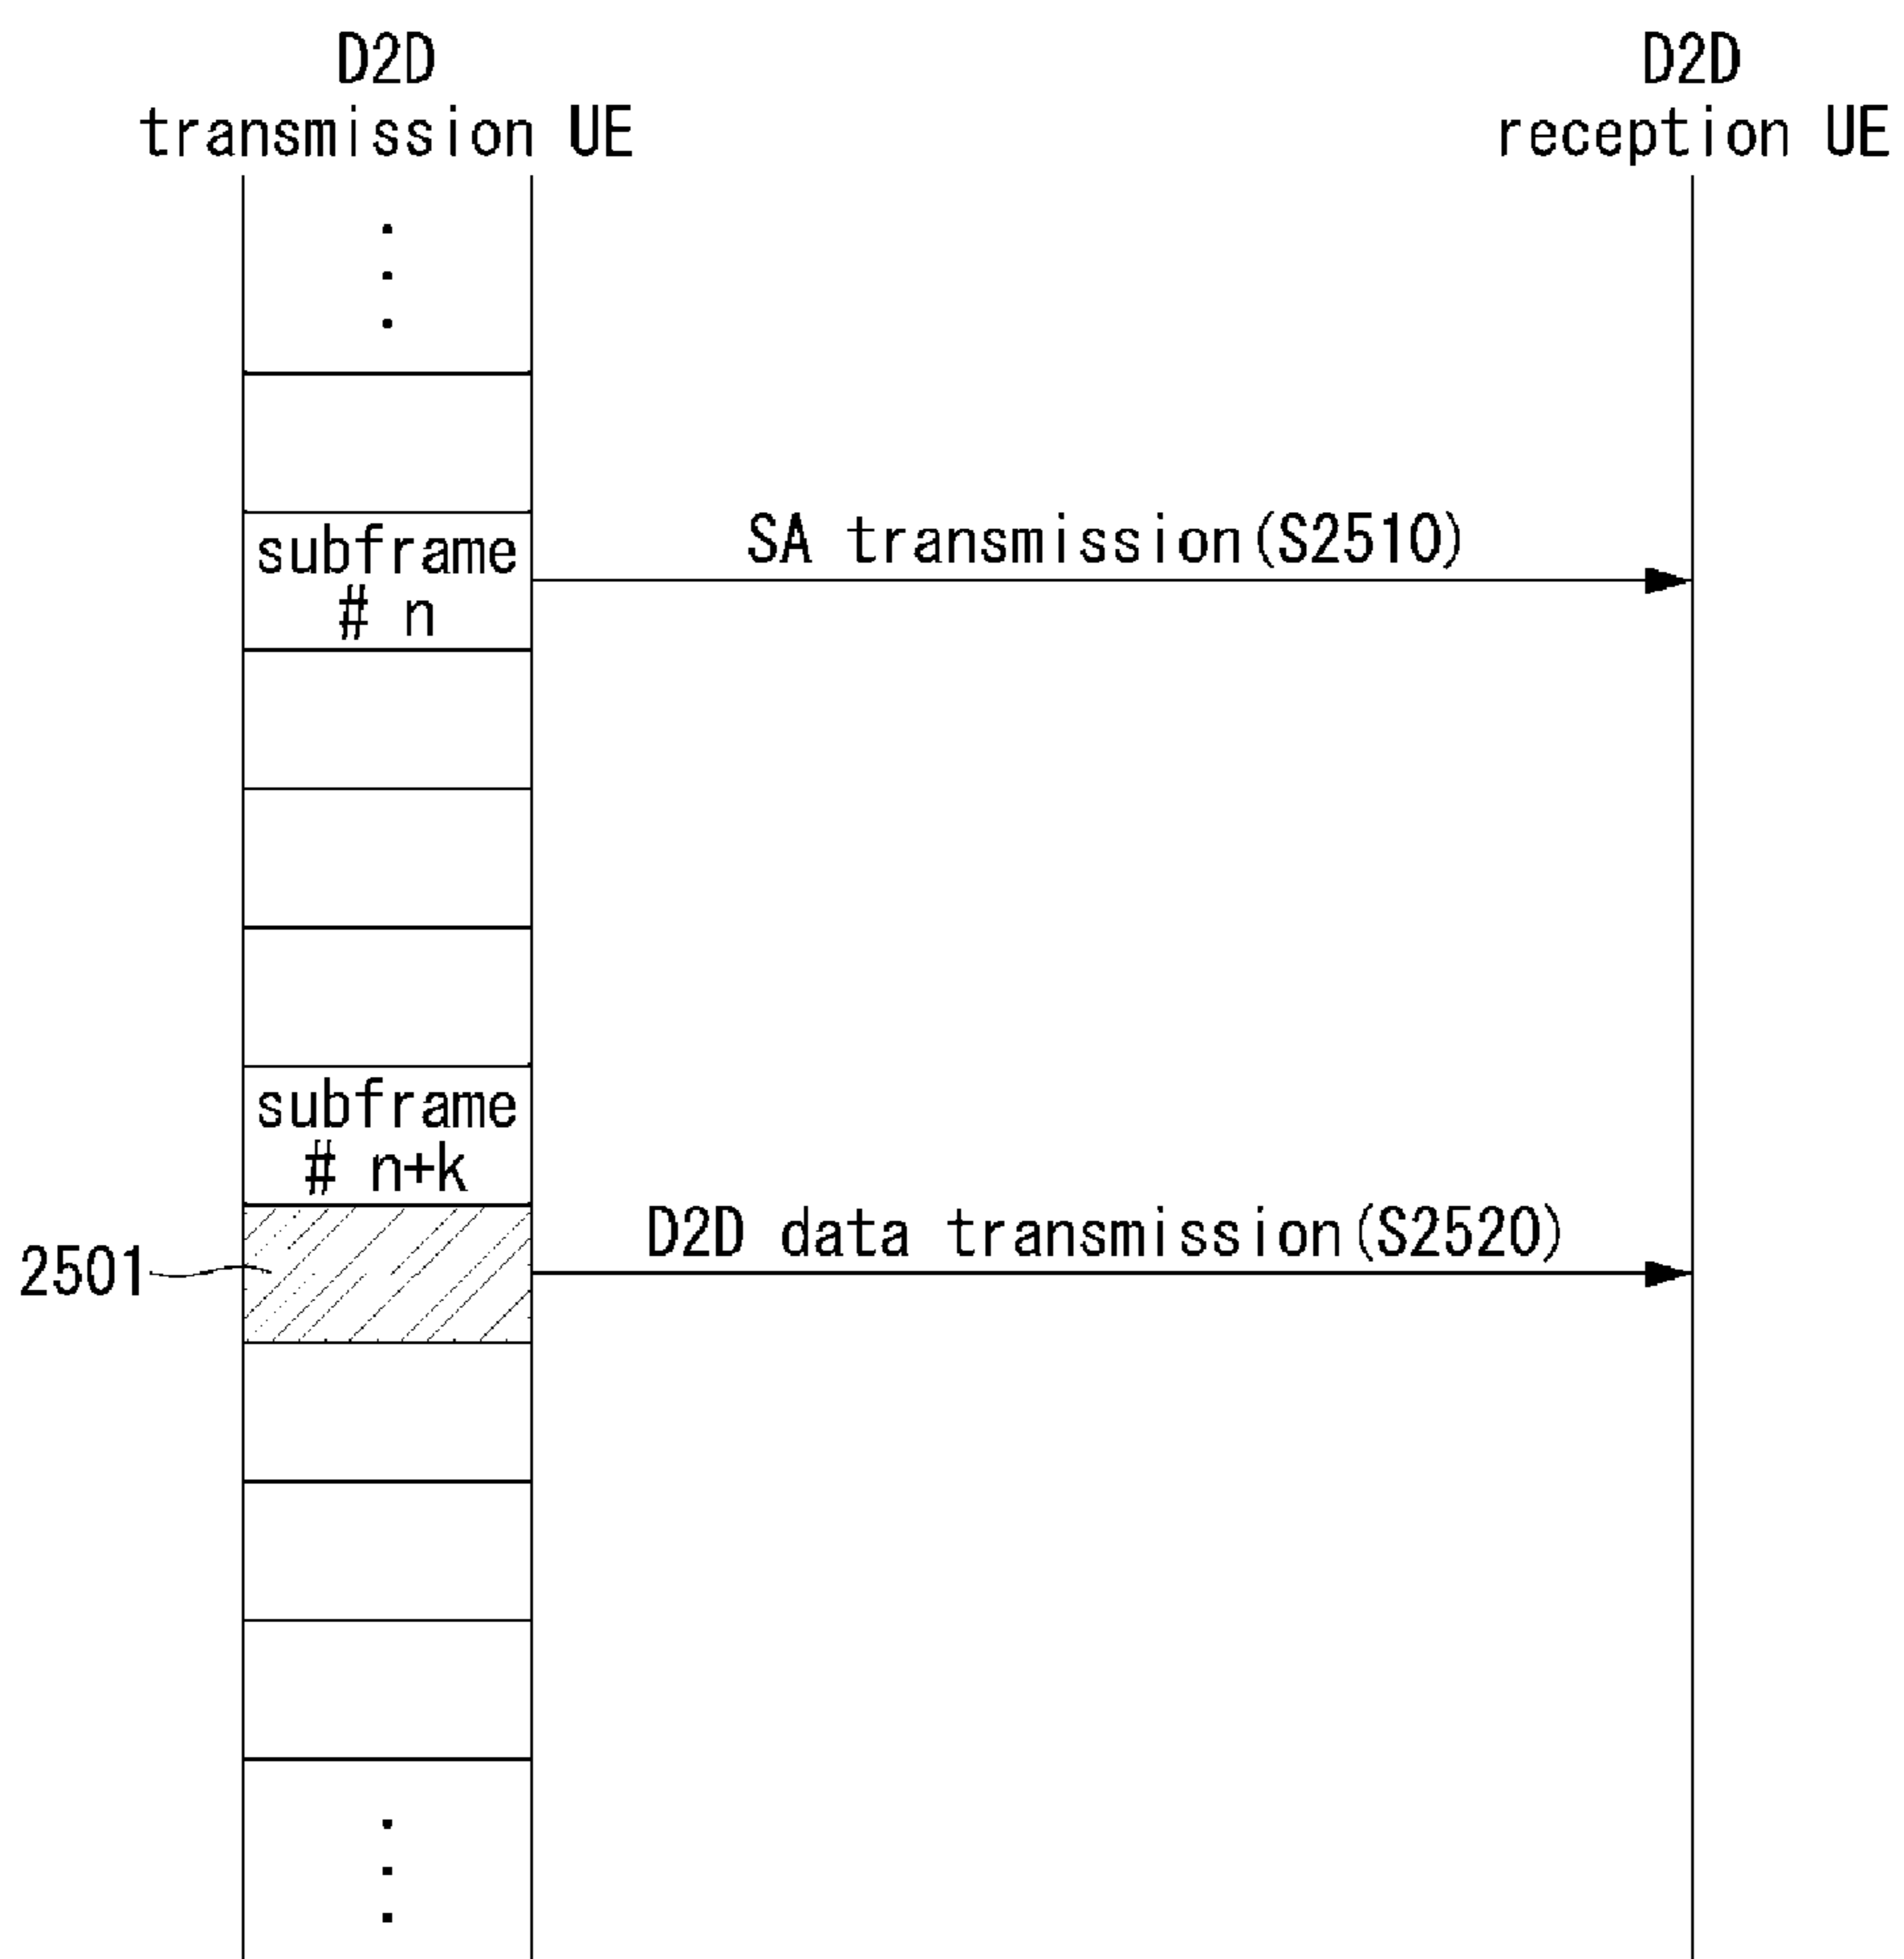 D2D
transmission UE
D2D
reception UE
subframe
# n
SA transmission(S2510)
subframe
# n+k
D2D data transmission(S2520)
2501